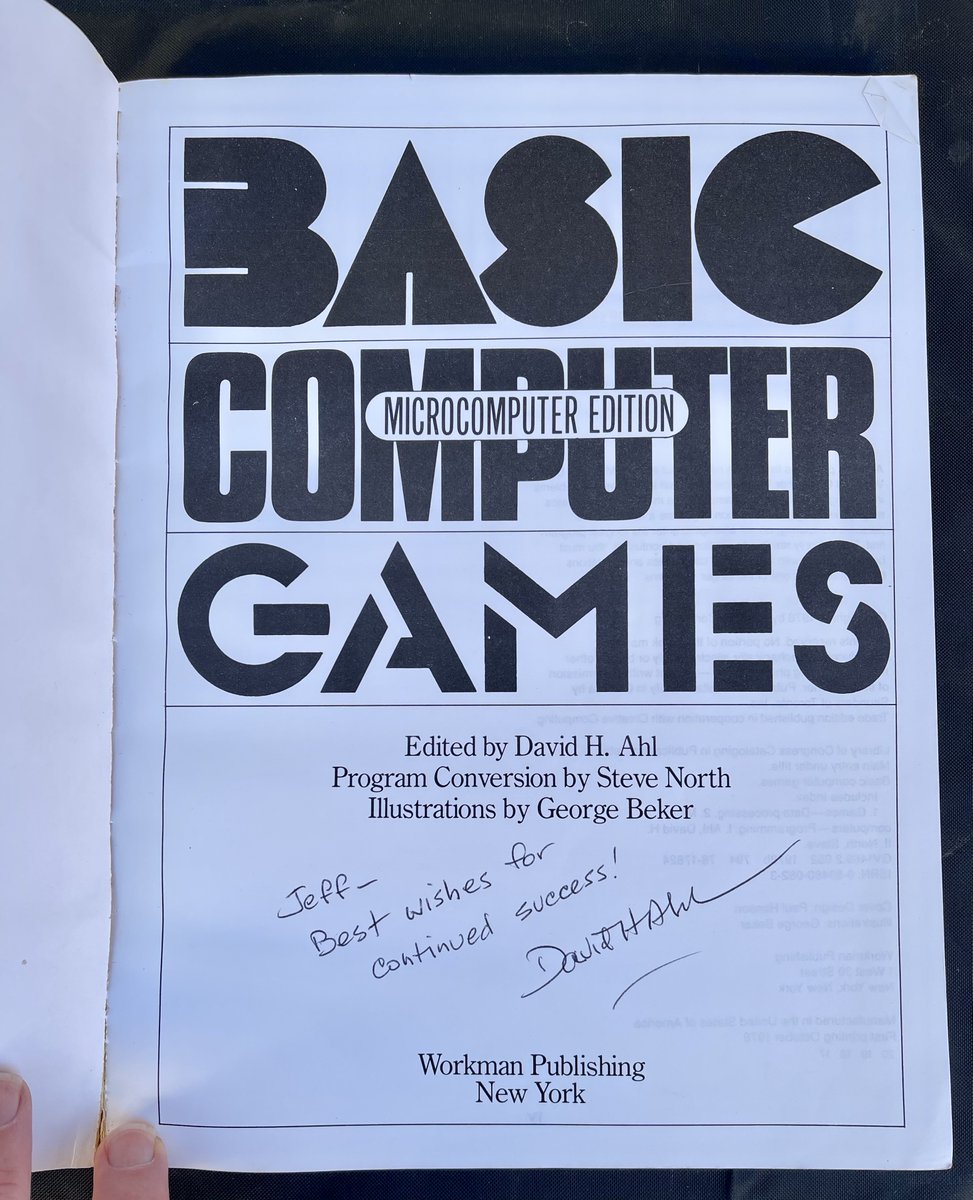 BASIC
COMPUTER
MICROCOMPUTER EDITION
GAMES
Edited by David H. Ahl
Program Conversion by Steve North
Illustrations by George Beker
Jeff-
Best wishes for
continued success!
David H Ahl
Workman Publishing
New York